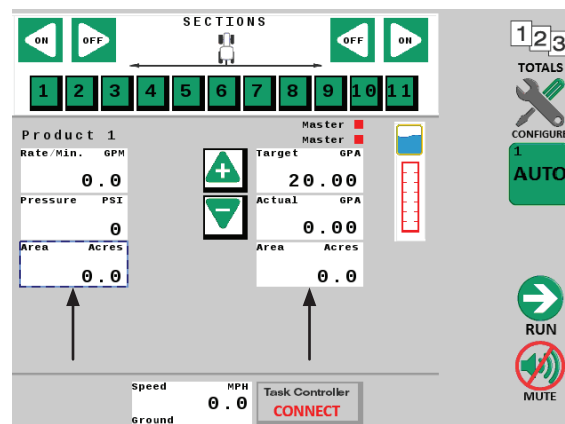 SECTIONS
ON
OFF
OFF
ON
1 2 3 4 5 6 7 8 9 10 11
1 2 3
TOTALS
CONFIGURE
1
AUTO
Product 1
Master
Master
Rate/Min. GPM
0.0
Pressure PSI
0
Area Acres
0.0
Target GPA
20.00
Actual GPA
0.00
Area Acres
0.0
RUN
MUTE
Speed MPH
0.0
Ground
Task Controller
CONNECT